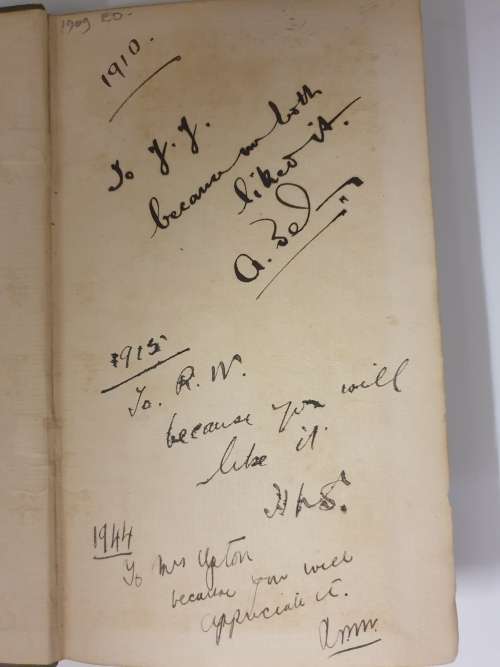 1909 ED.
1910.
To J. J.
because we both
liked it.
A.
1915
To R. W.
because you will
like it.
1944
To Mrs Upton
because you will
appreciate it.